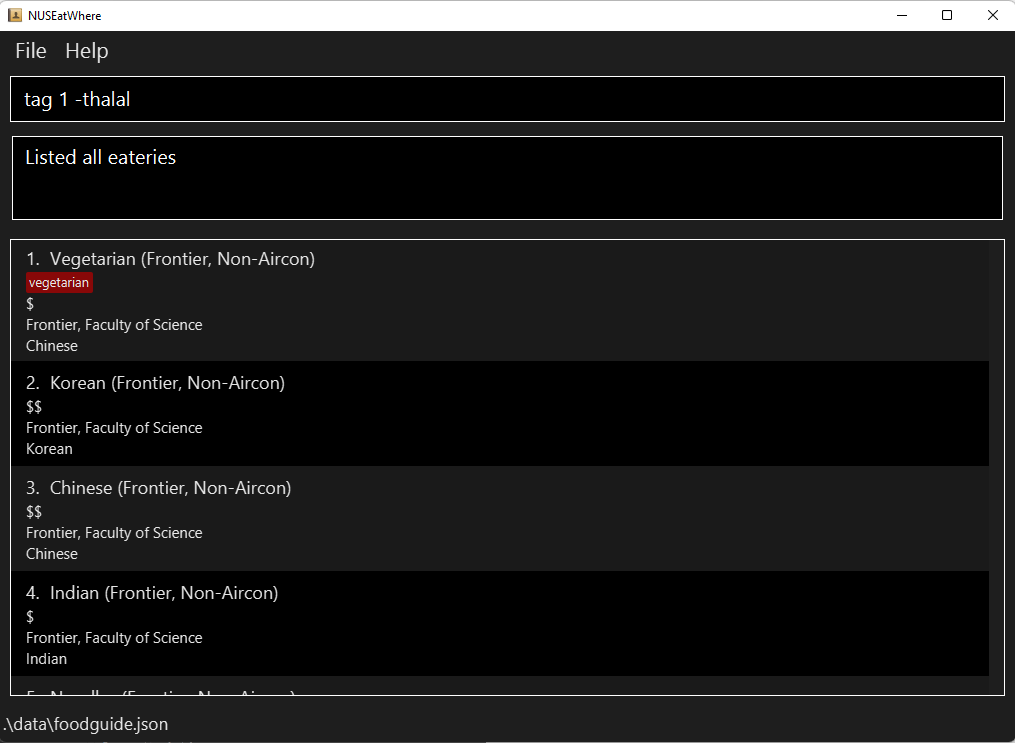 NUSEatWhere
File Help
tag 1 -thalal
Listed all eateries
1. Vegetarian (Frontier, Non-Aircon)
vegetarian
$
Frontier, Faculty of Science
Chinese
2. Korean (Frontier, Non-Aircon)
$$
Frontier, Faculty of Science
Korean
3. Chinese (Frontier, Non-Aircon)
$$
Frontier, Faculty of Science
Chinese
4. Indian (Frontier, Non-Aircon)
$
Frontier, Faculty of Science
Indian
.\data\foodguide.json